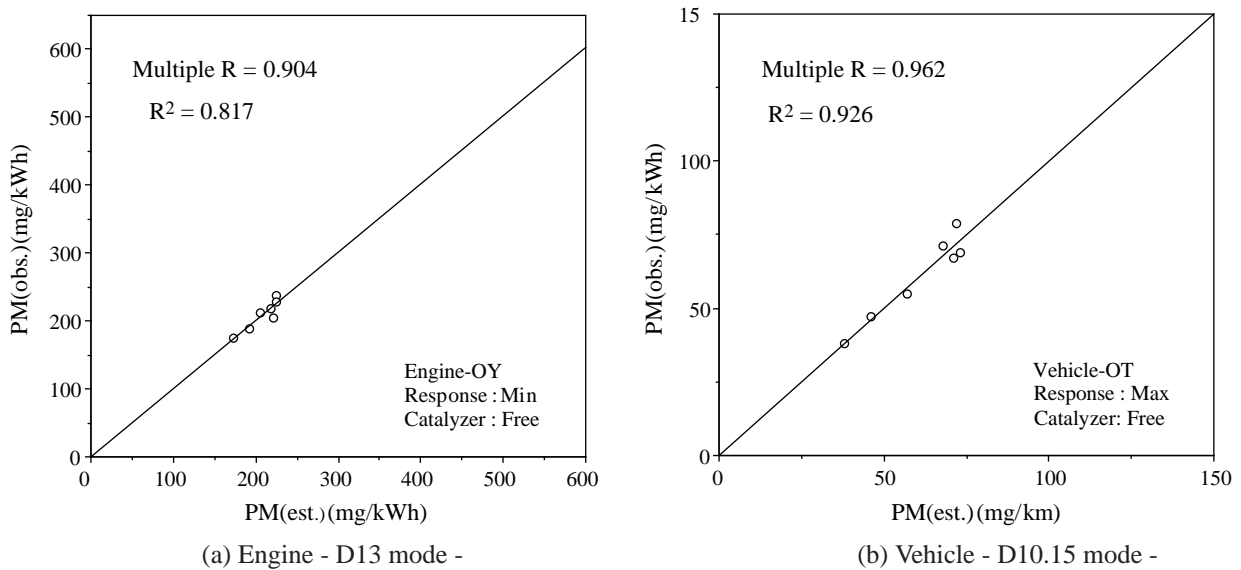 600
500
400
300
200
100
0
PM(obs.)(mg/kWh)
Multiple R = 0.904
R² = 0.817
Engine-OY
Response : Min
Catalyzer : Free
0 100 200 300 400 500 600
PM(est.)(mg/kWh)
(a) Engine - D13 mode -
15
100
50
0
PM(obs.)(mg/kWh)
Multiple R = 0.962
R² = 0.926
Vehicle-OT
Response : Max
Catalyzer: Free
0 50 100 150
PM(est.)(mg/km)
(b) Vehicle - D10.15 mode -